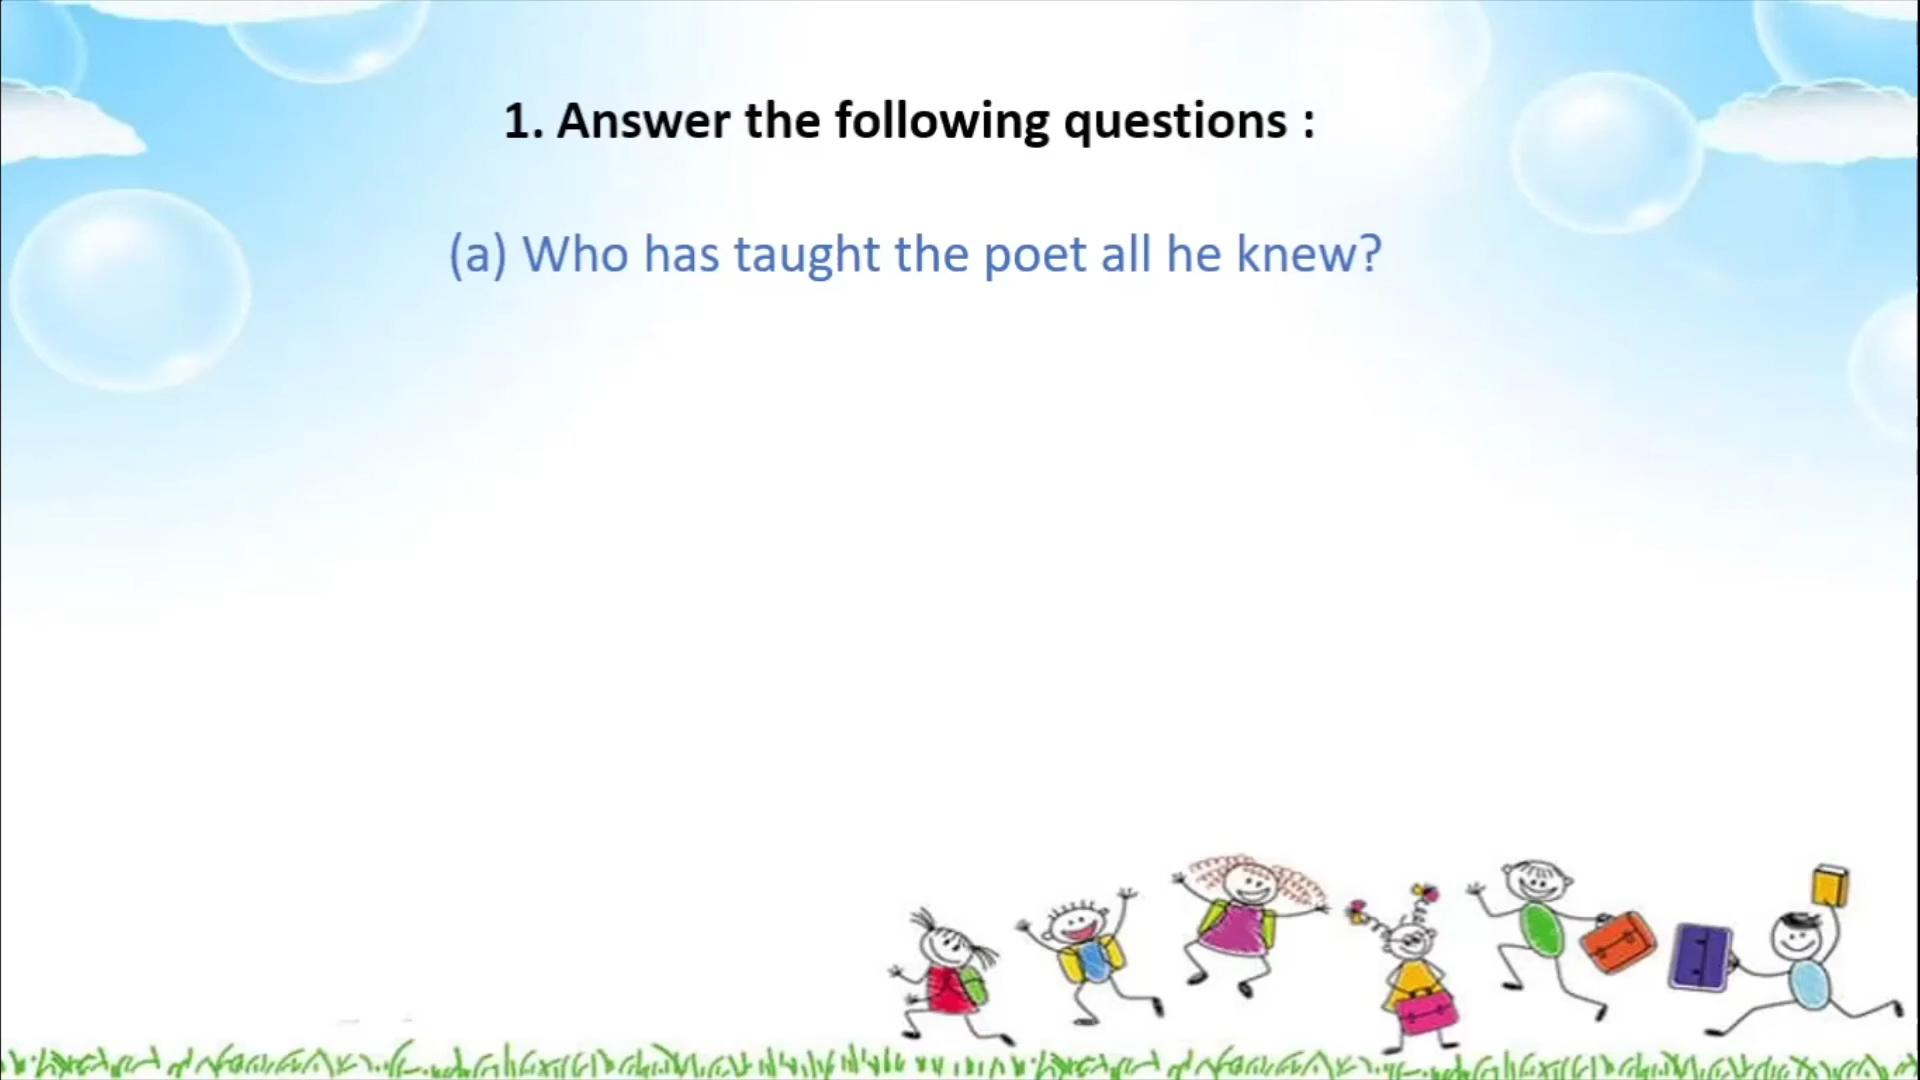 1. Answer the following questions :
(a) Who has taught the poet all he knew?